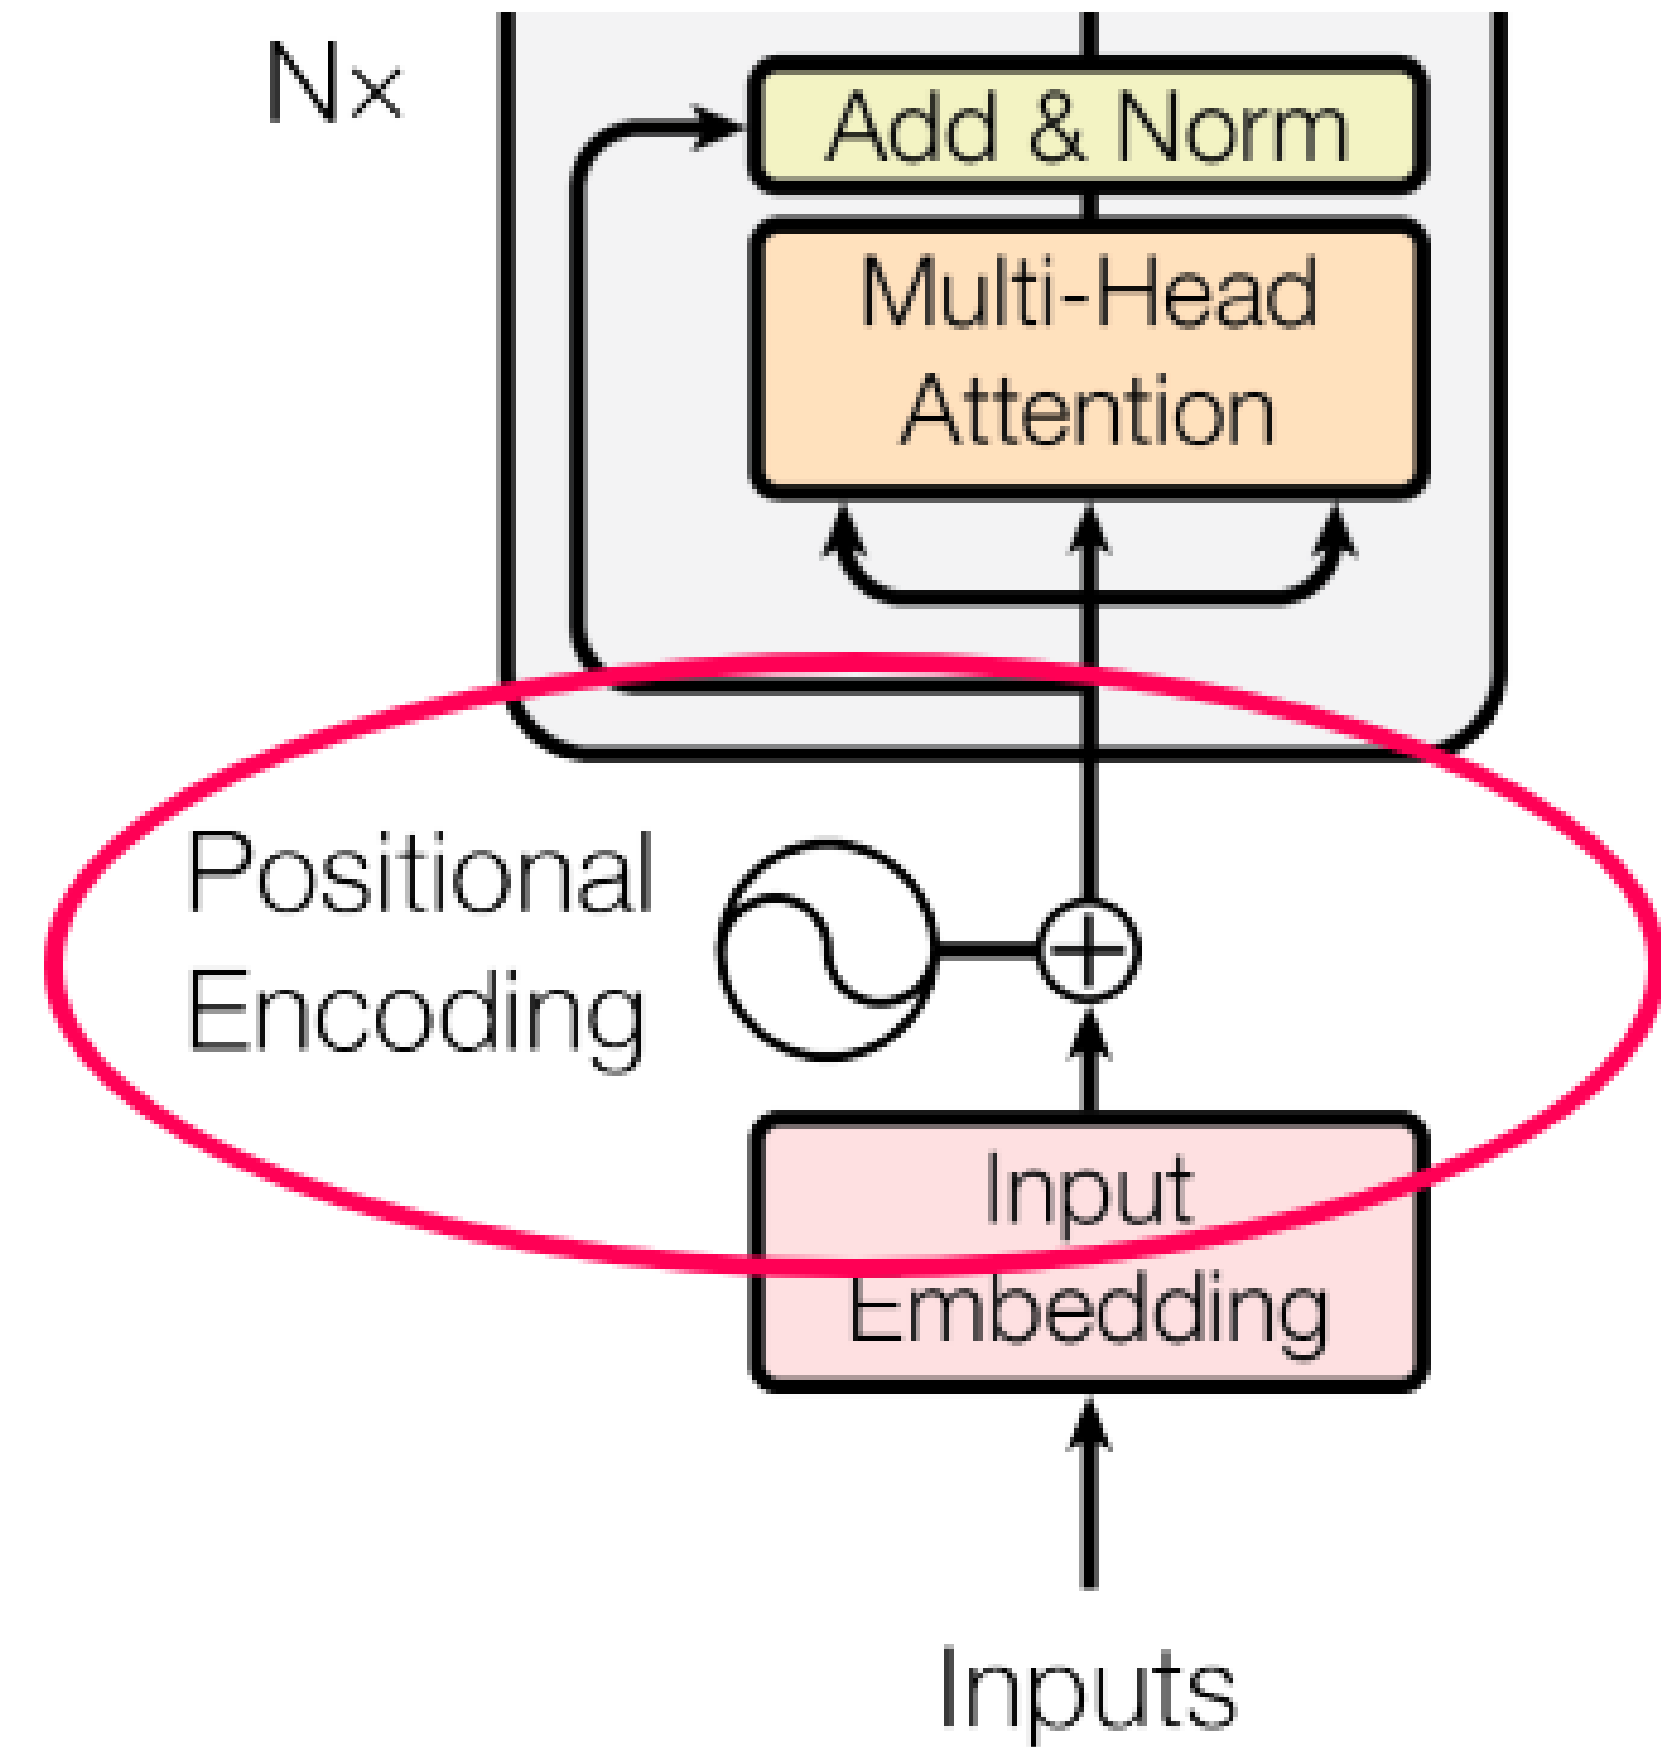 Nx
Add & Norm
Multi-Head
Attention
Positional
Encoding
Input
Embedding
Inputs